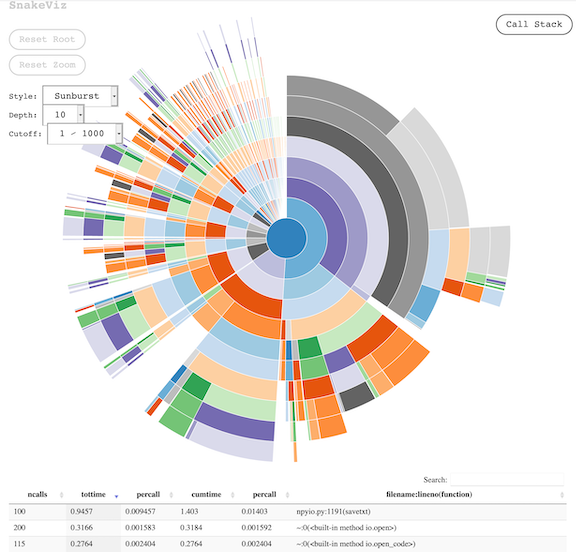 SnakeViz
Call Stack
Reset Root
Reset Zoom
Style: Sunburst
Depth: 10
Cutoff: 1 / 1000
Search:
ncalls tottime percall cumtime percall filename:lineno(function)
100 0.9457 0.009457 1.403 0.01403 npyio.py:1191(savetxt)
200 0.3166 0.001583 0.3184 0.001592 ~:0(<built-in method io.open>)
115 0.2764 0.002404 0.2764 0.002404 ~:0(<built-in method io.open_code>)